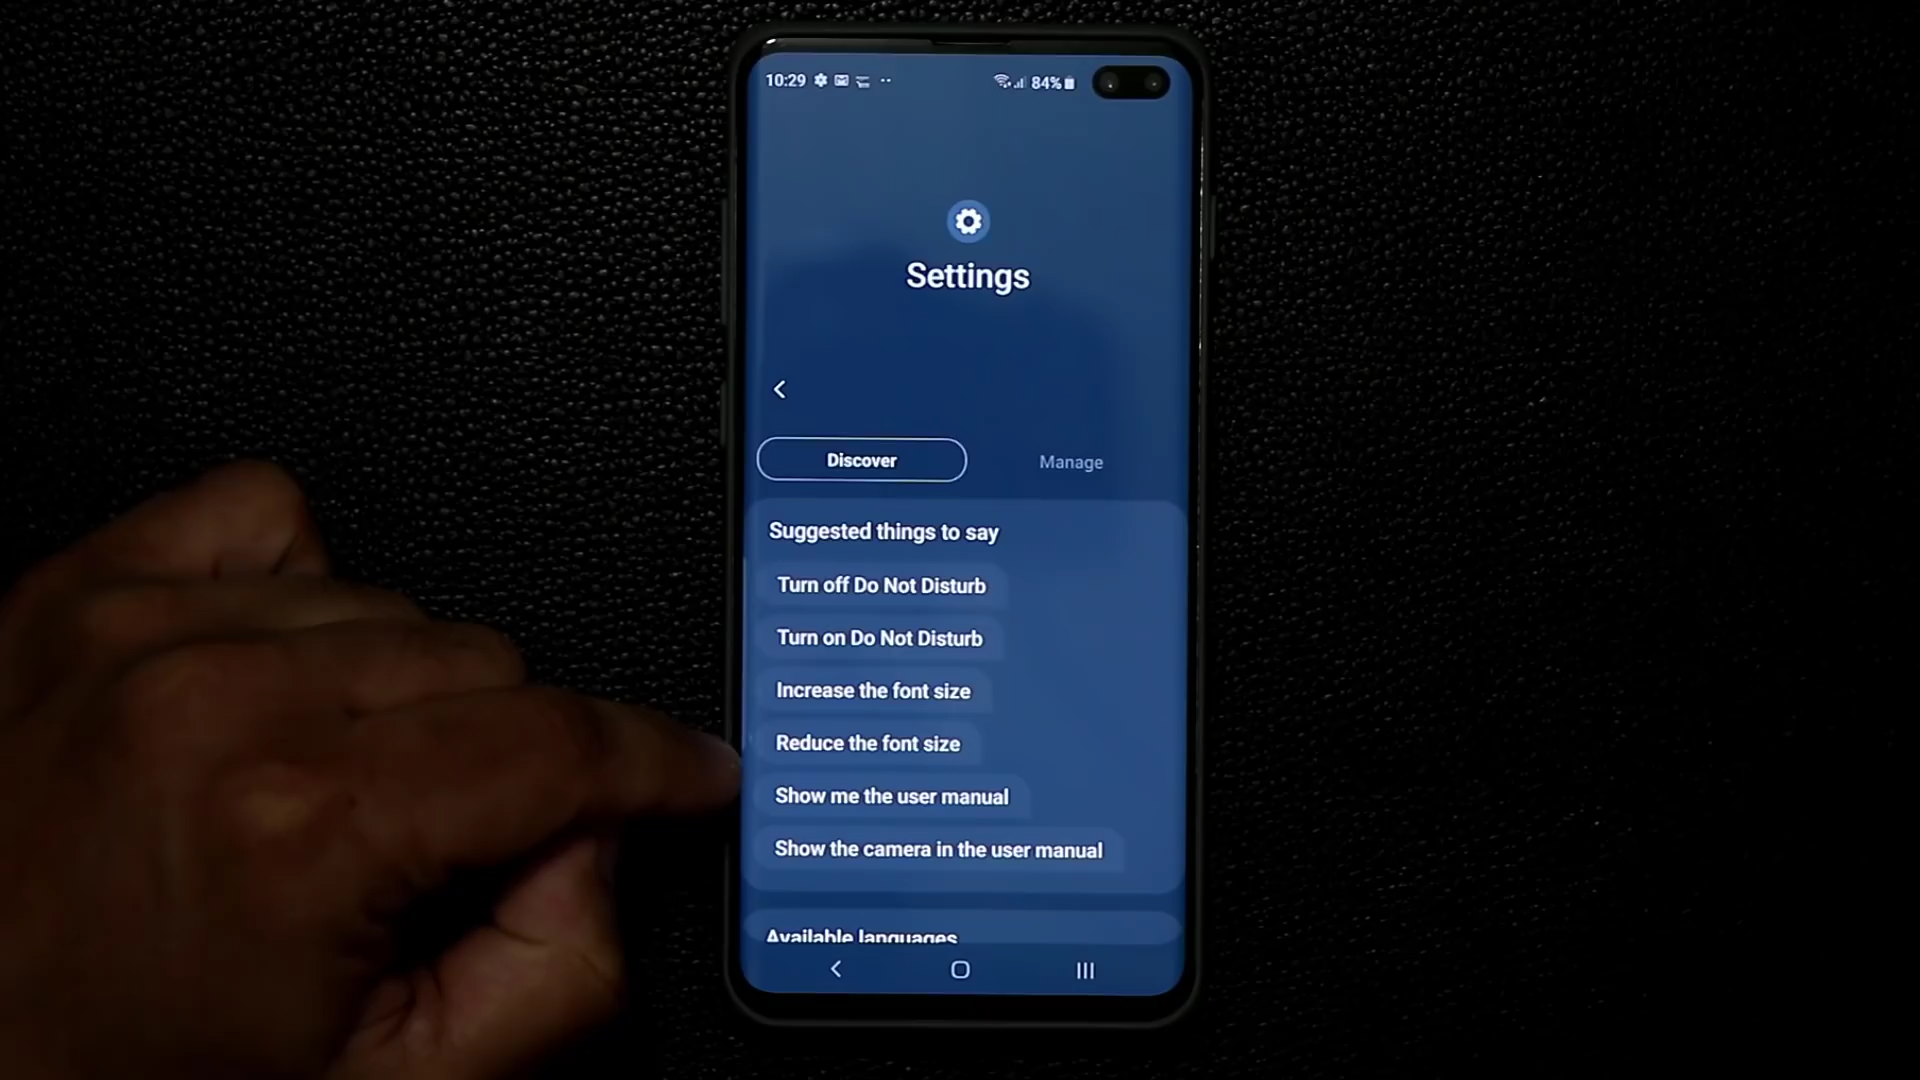 10:29 84%
Settings
Discover Manage
Suggested things to say
Turn off Do Not Disturb
Turn on Do Not Disturb
Increase the font size
Reduce the font size
Show me the user manual
Show the camera in the user manual
Available languages